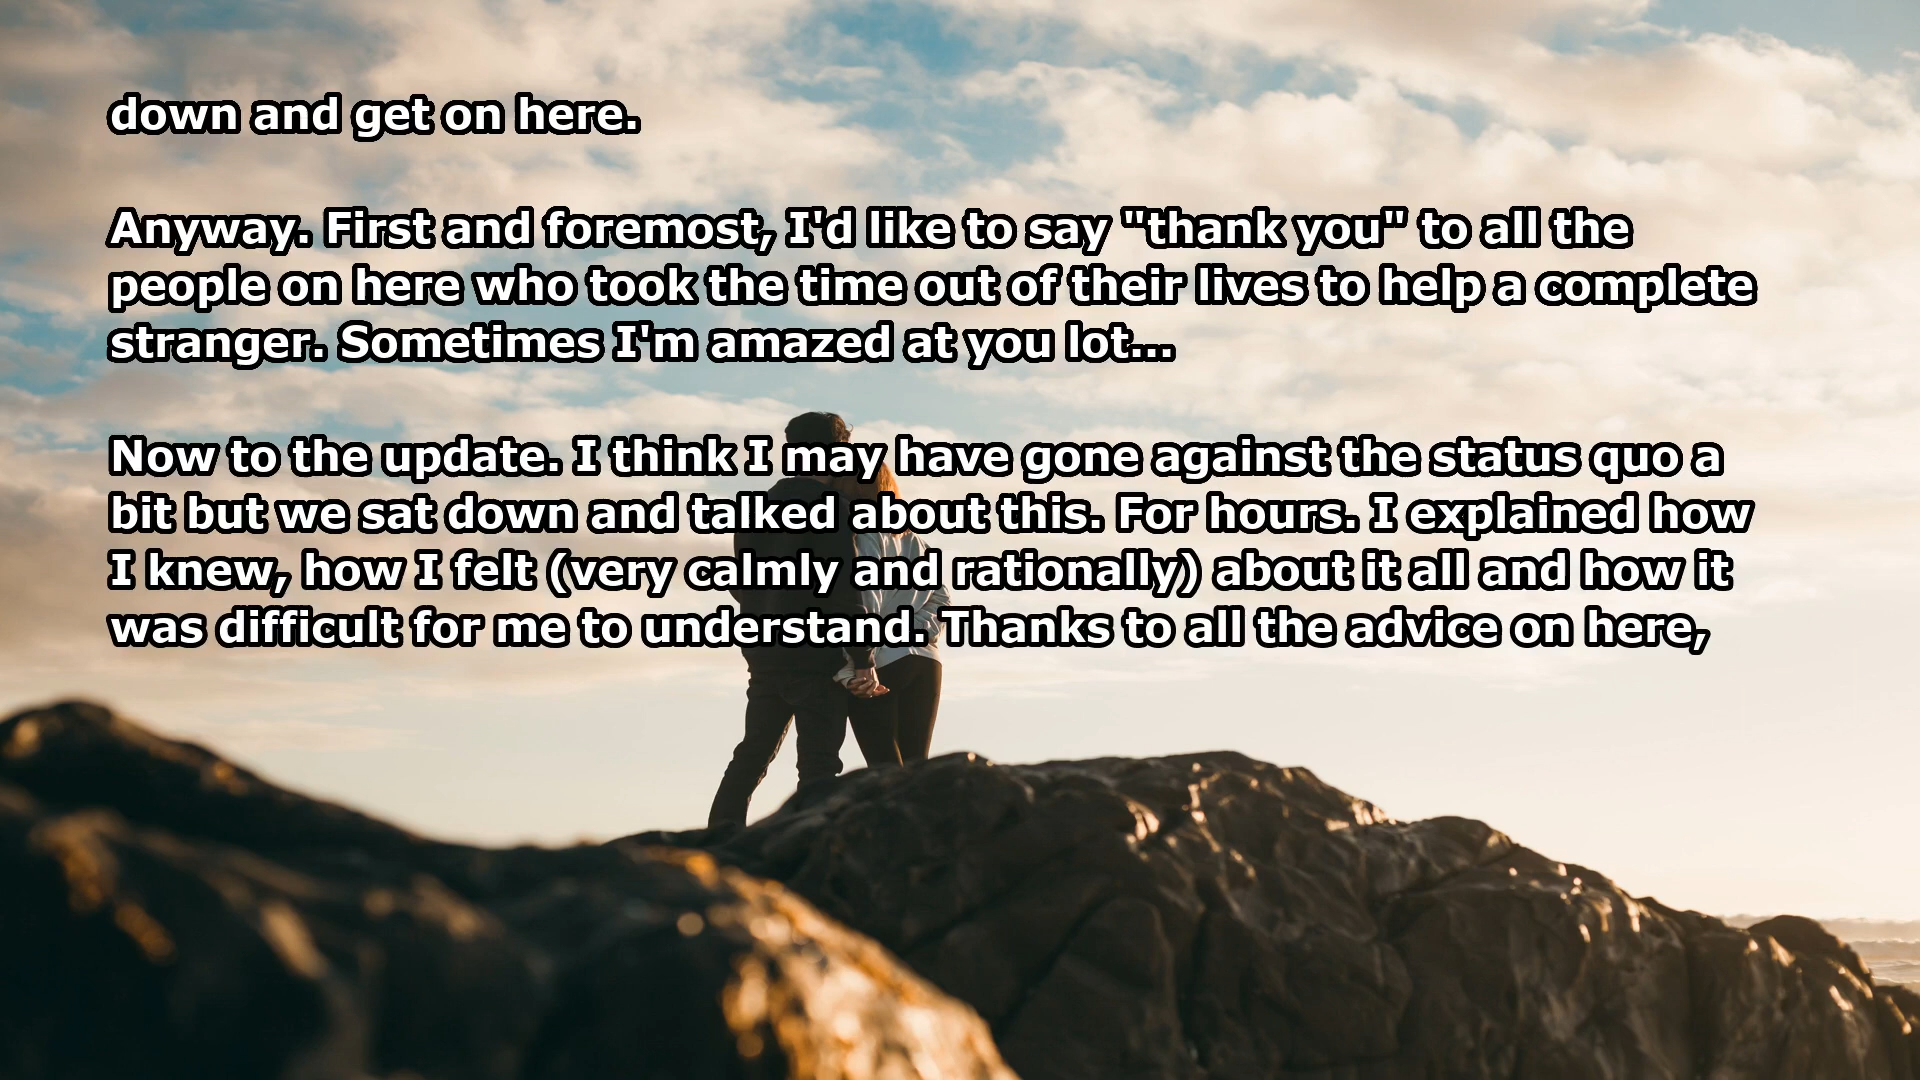 down and get on here.
Anyway. First and foremost, I'd like to say "thank you" to all the
people on here who took the time out of their lives to help a complete
stranger. Sometimes I'm amazed at you lot...
Now to the update. I think I may have gone against the status quo a
bit but we sat down and talked about this. For hours. I explained how
I knew, how I felt (very calmly and rationally) about it all and how it
was difficult for me to understand. Thanks to all the advice on here,